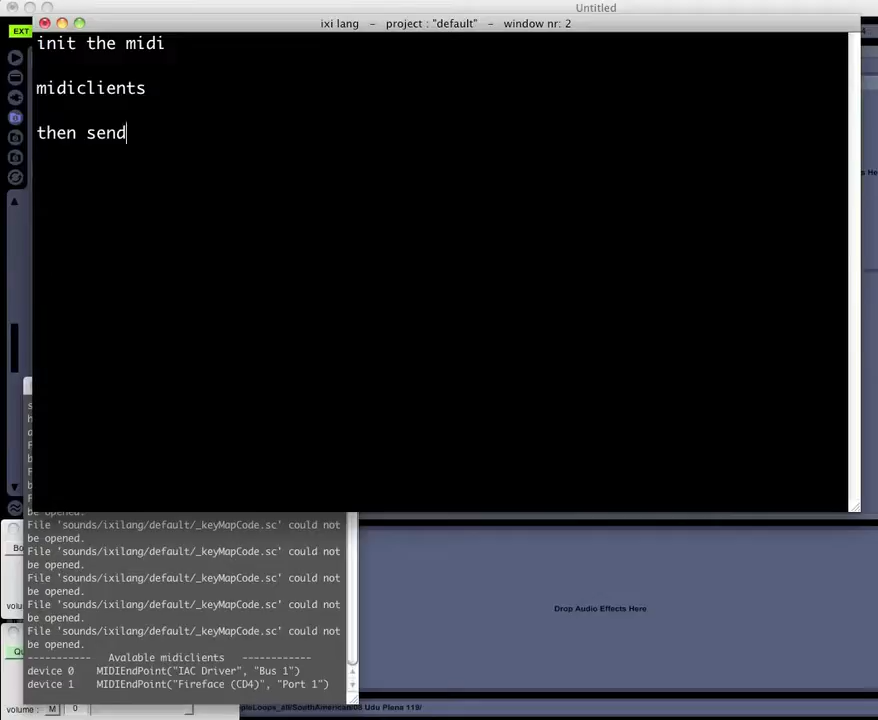 Untitled
ixi lang – project : "default" – window nr: 2
EXT
init the midi
midiclients
then send
be opened.
File 'sounds/ixilang/default/_keyMapCode.sc' could not
be opened.
File 'sounds/ixilang/default/_keyMapCode.sc' could not
be opened.
File 'sounds/ixilang/default/_keyMapCode.sc' could not
be opened.
File 'sounds/ixilang/default/_keyMapCode.sc' could not
be opened.
File 'sounds/ixilang/default/_keyMapCode.sc' could not
be opened.
----------- Avalable midiclients ------------
device 0 MIDIEndPoint("IAC Driver", "Bus 1")
device 1 MIDIEndPoint("Fireface (CD4)", "Port 1")
Drop Audio Effects Here
volume : M 0